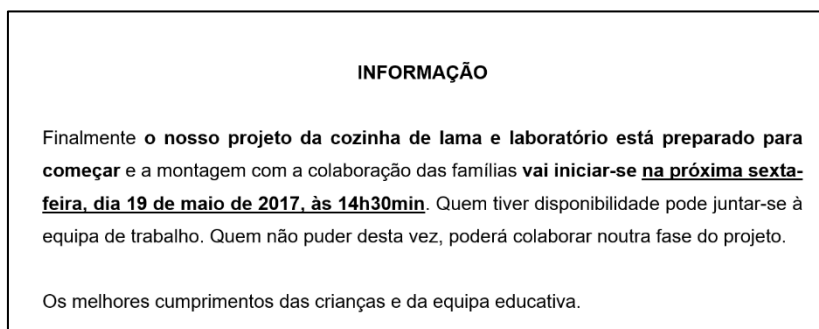 INFORMAÇÃO
Finalmente o nosso projeto da cozinha de lama e laboratório está preparado para
começar e a montagem com a colaboração das famílias vai iniciar-se na próxima sexta-
feira, dia 19 de maio de 2017, às 14h30min. Quem tiver disponibilidade pode juntar-se à
equipa de trabalho. Quem não puder desta vez, poderá colaborar noutra fase do projeto.
Os melhores cumprimentos das crianças e da equipa educativa.